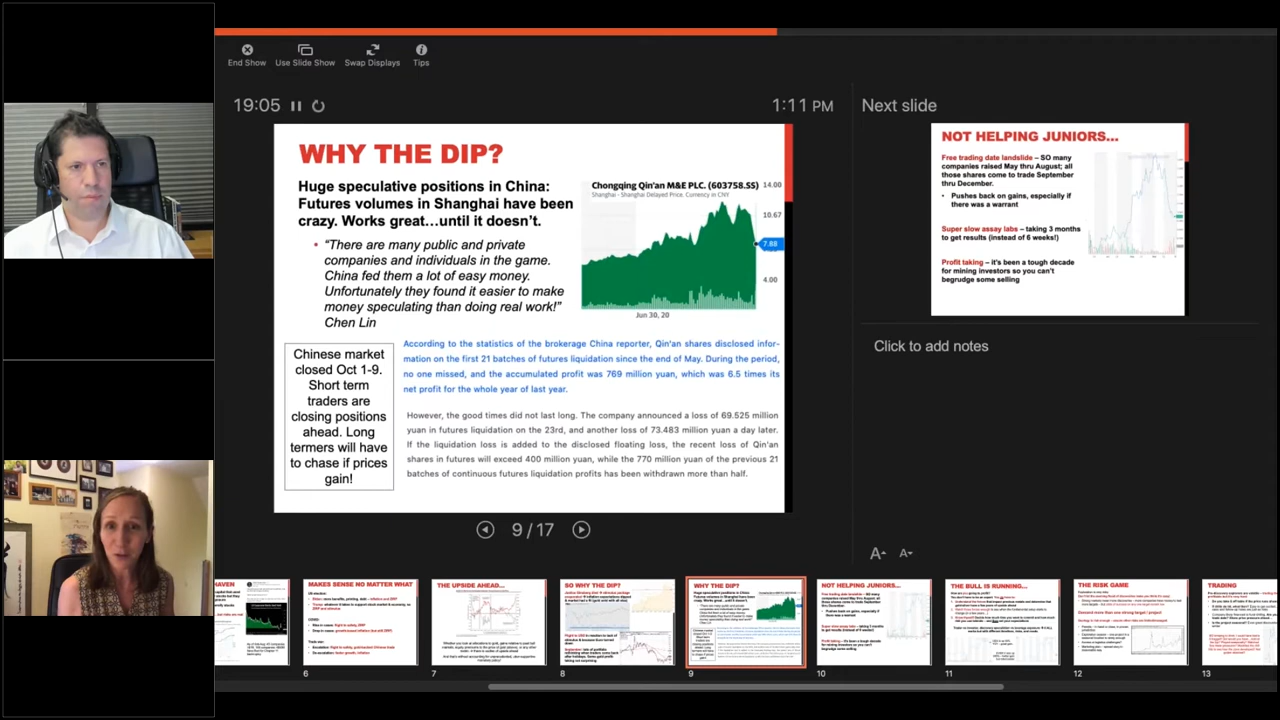 End Show
Use Slide Show
Swap Displays
Tips
19:05
1:11 PM
WHY THE DIP?
Huge speculative positions in China:
Futures volumes in Shanghai have been
crazy. Works great…until it doesn’t.
• “There are many public and private
companies and individuals in the game.
China fed them a lot of easy money.
Unfortunately they found it easier to make
money speculating than doing real work!”
Chen Lin
Chongqing Qin'an M&E PLC. (603758.SS)
Shanghai - Shanghai Delayed Price. Currency in CNY
14.00
10.67
7.88
4.00
Jun 30, 20
Chinese market
closed Oct 1-9.
Short term
traders are
closing positions
ahead. Long
termers will have
to chase if prices
gain!
According to the statistics of the brokerage China reporter, Qin'an shares disclosed infor-
mation on the first 21 batches of futures liquidation since the end of May. During the period,
no one missed, and the accumulated profit was 769 million yuan, which was 6.5 times its
net profit for the whole year of last year.
However, the good times did not last long. The company announced a loss of 69.525 million
yuan in futures liquidation on the 23rd, and another loss of 73.483 million yuan a day later.
If the liquidation loss is added to the disclosed floating loss, the recent loss of Qin'an
shares in futures will exceed 400 million yuan, while the 770 million yuan of the previous 21
batches of continuous futures liquidation profits has been withdrawn more than half.
9 / 17
Next slide
NOT HELPING JUNIORS…
Free trading date landslide – SO many
companies raised May thru August; all
those shares come to trade September
thru December.
• Pushes back on gains, especially if
there was a warrant
Super slow assay labs – taking 3 months
to get results (instead of 6 weeks!)
Profit taking – it's been a tough decade
for mining investors so you can't
begrudge some selling
Click to add notes
A A
HAVEN
MAKES SENSE NO MATTER WHAT
THE UPSIDE AHEAD…
SO WHY THE DIP?
WHY THE DIP?
NOT HELPING JUNIORS…
THE BULL IS RUNNING…
THE RISK GAME
TRADING
6
7
8
9
10
11
12
13